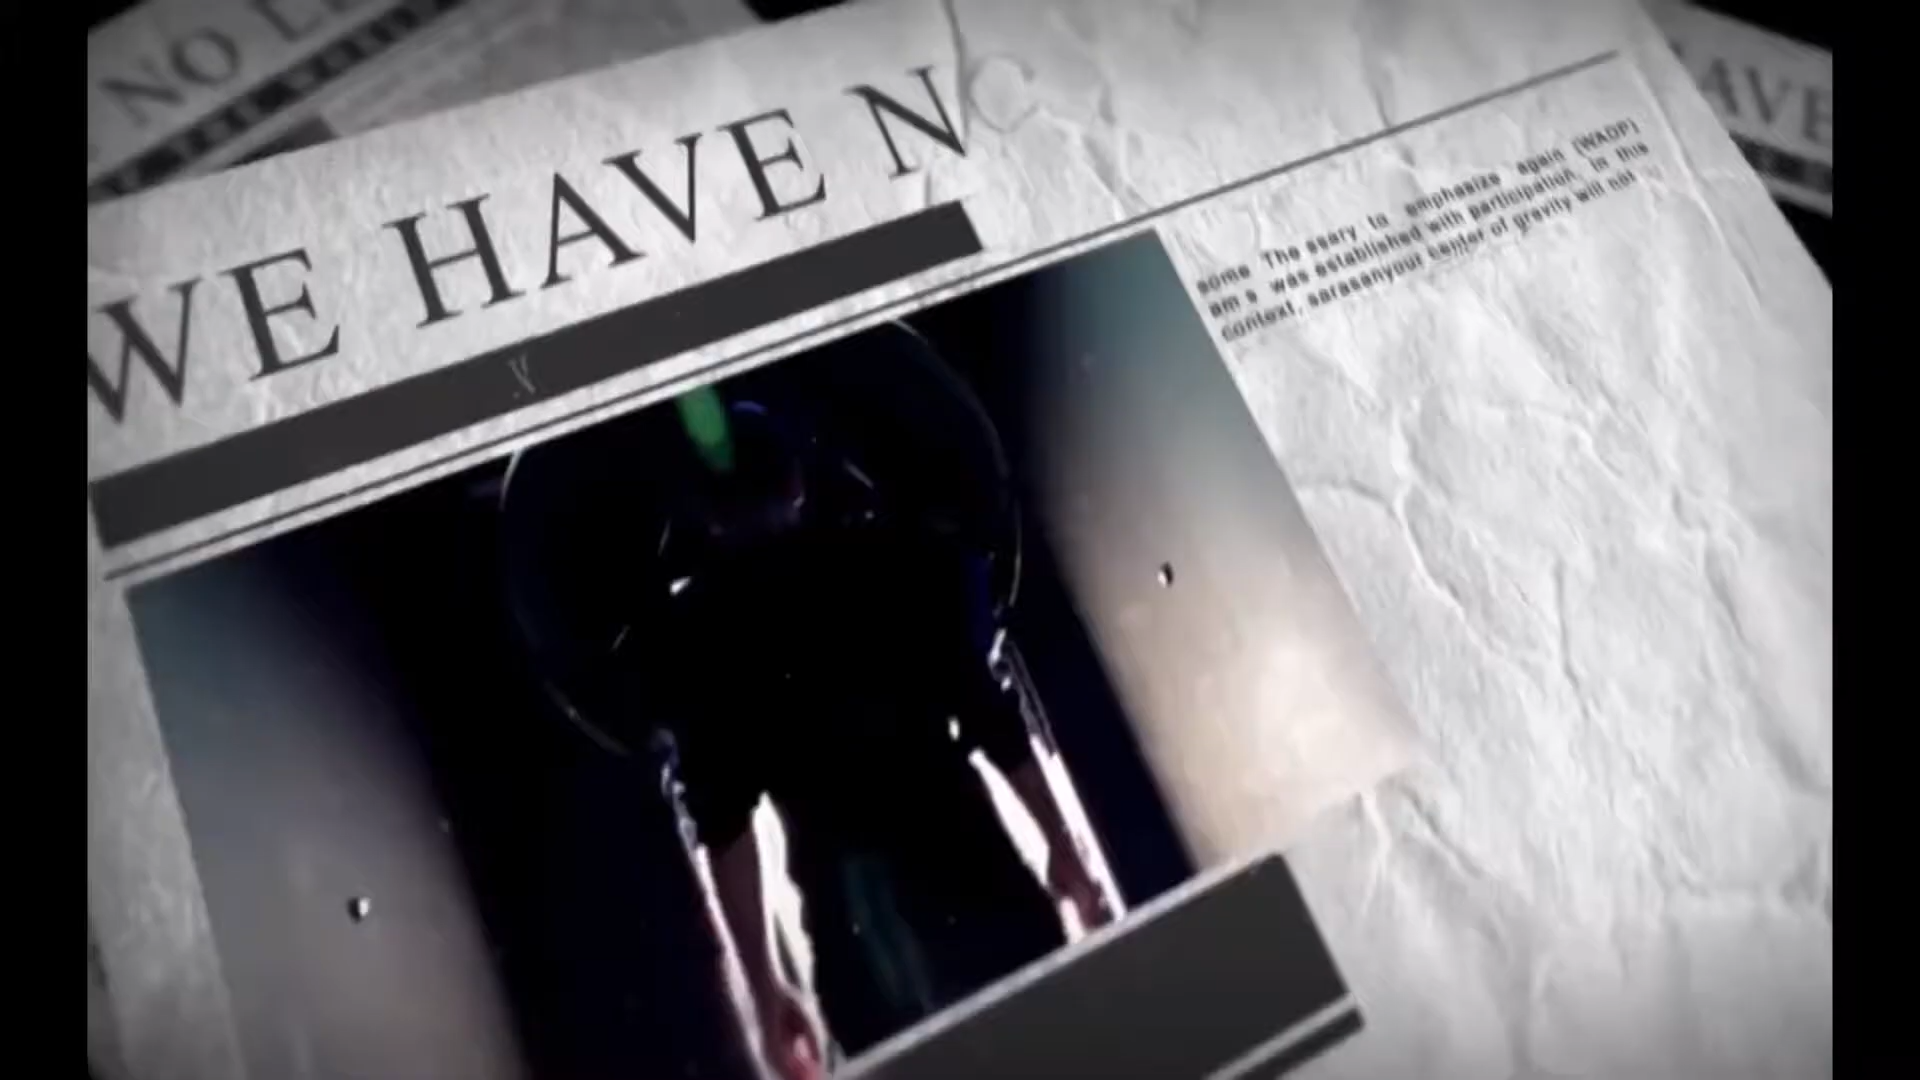 NO
WE HAVE N
AVE
some The ssary to emphasize again (WADP)
am s was established with participation. In this
context, sarasanyour center of gravity will not